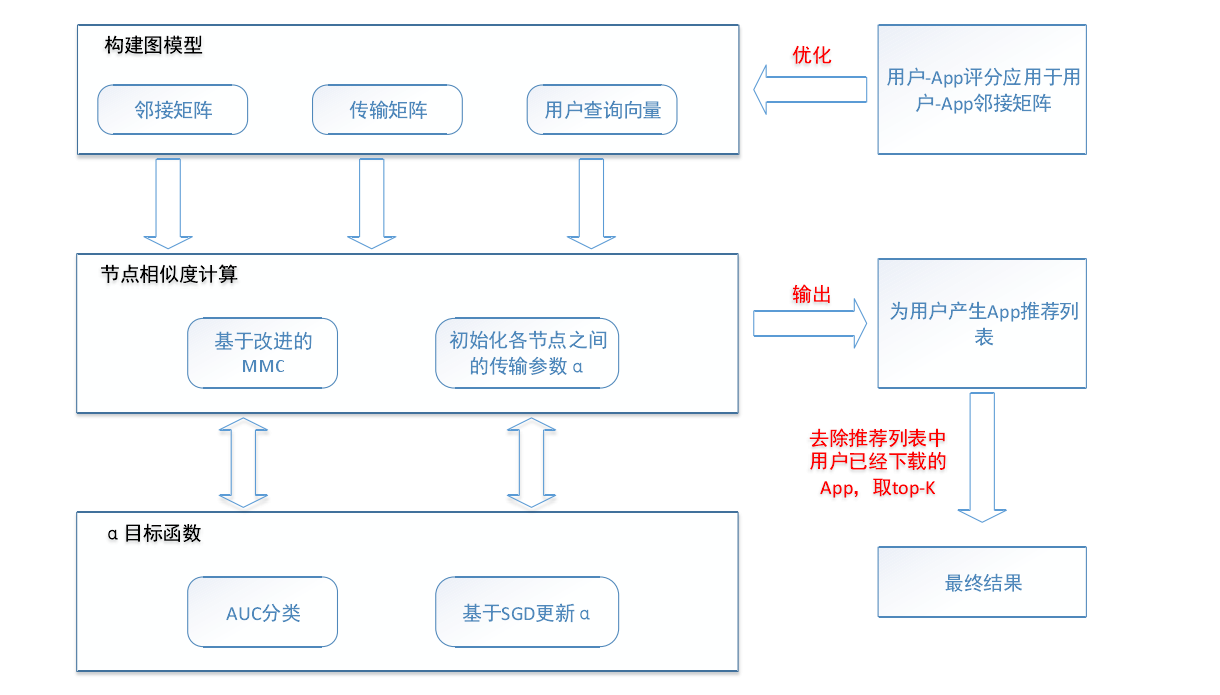 构建图模型
邻接矩阵
传输矩阵
用户查询向量
优化
用户-App评分应用于用
户-App邻接矩阵
节点相似度计算
基于改进的
MMC
初始化各节点之间
的传输参数α
输出
为用户产生App推荐列
表
去除推荐列表中
用户已经下载的
App，取top-K
α目标函数
AUC分类
基于SGD更新α
最终结果